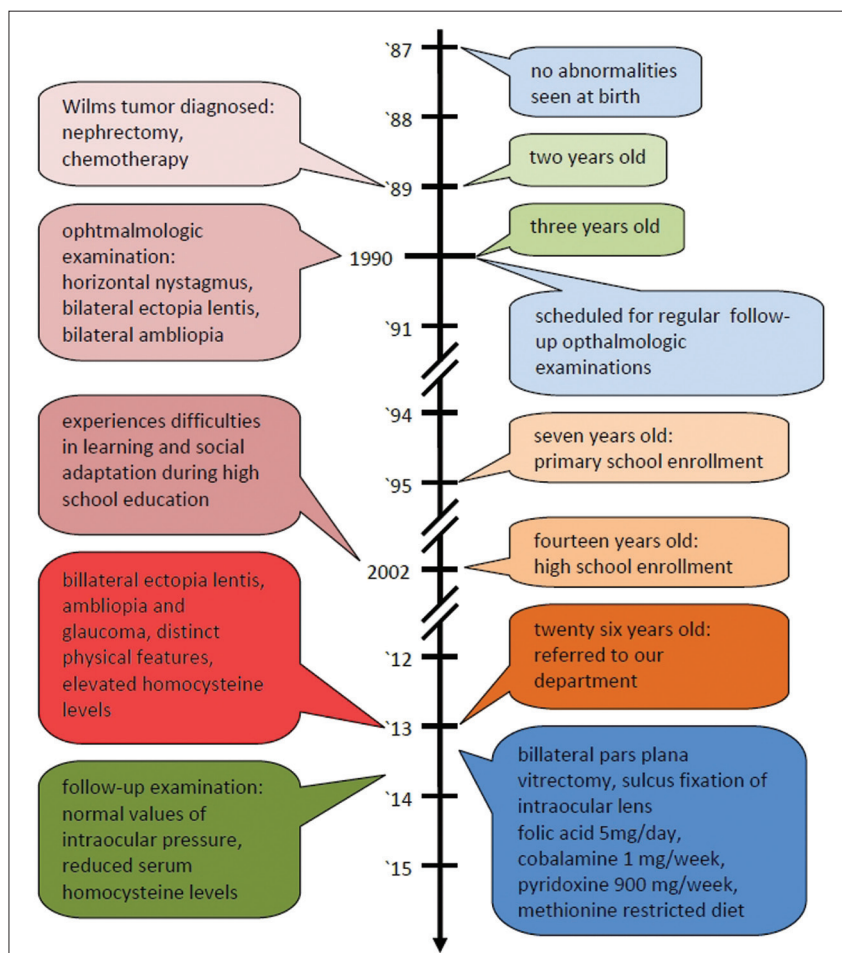 `87
no abnormalities
seen at birth
Wilms tumor diagnosed:
nephrectomy,
chemotherapy
`88
two years old
`89
ophtmalmologic
examination:
horizontal nystagmus,
bilateral ectopia lentis,
bilateral ambliopia
three years old
1990
scheduled for regular follow-
up opthalmologic
examinations
`91
experiences difficulties
in learning and social
adaptation during high
school education
`94
seven years old:
primary school enrollment
`95
fourteen years old:
high school enrollment
2002
billateral ectopia lentis,
ambliopia and
glaucoma, distinct
physical features,
elevated homocysteine
levels
twenty six years old:
referred to our
department
`12
`13
billateral pars plana
vitrectomy, sulcus fixation of
intraocular lens
folic acid 5mg/day,
cobalamine 1 mg/week,
pyridoxine 900 mg/week,
methionine restricted diet
follow-up examination:
normal values of
intraocular pressure,
reduced serum
homocysteine levels
`14
`15